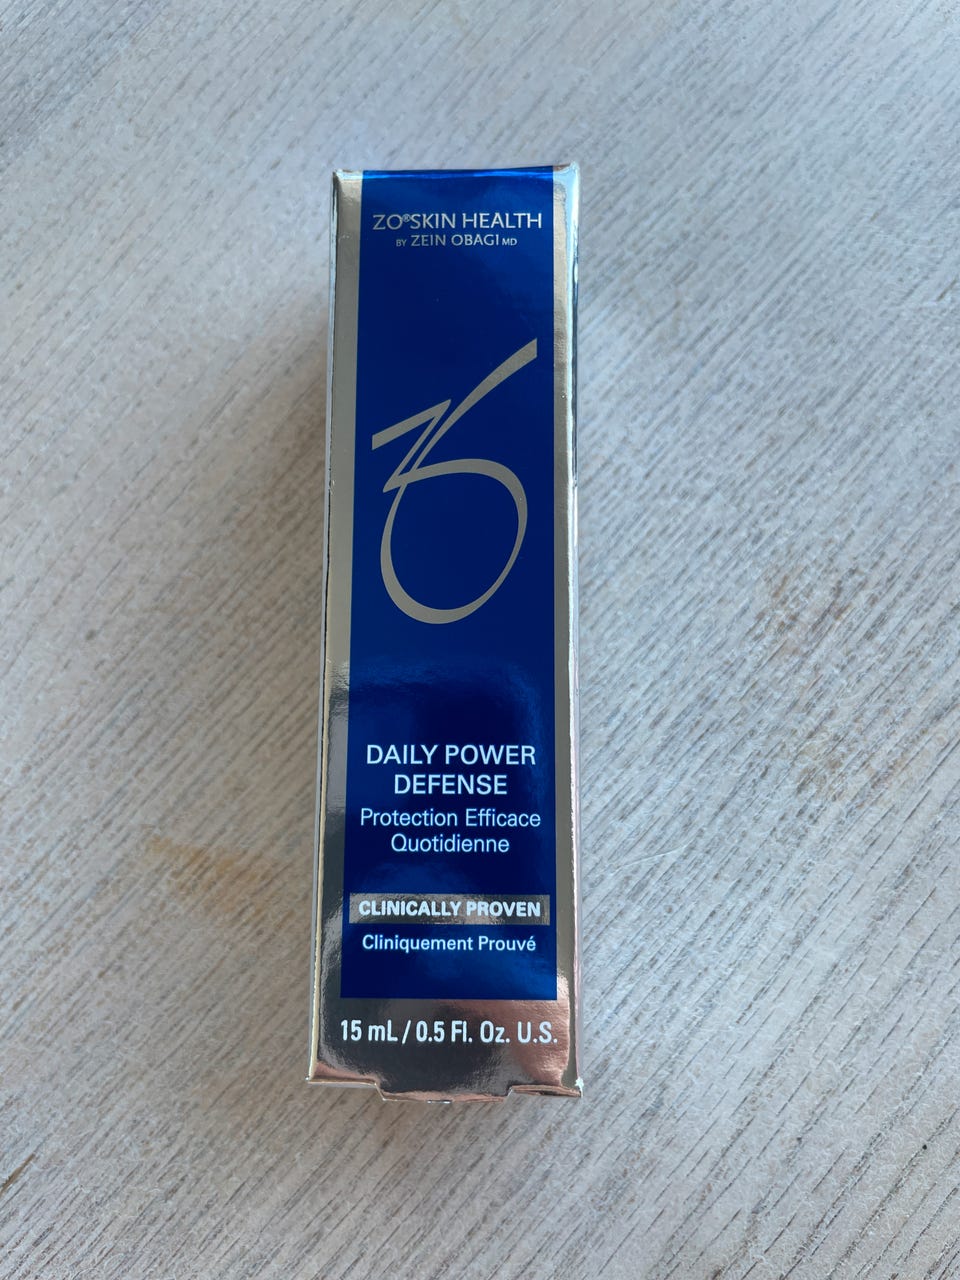 ZO® SKIN HEALTH
BY ZEIN OBAGI MD
DAILY POWER
DEFENSE
Protection Efficace
Quotidienne
CLINICALLY PROVEN
Cliniquement Prouvé
15 mL / 0.5 Fl. Oz. U.S.